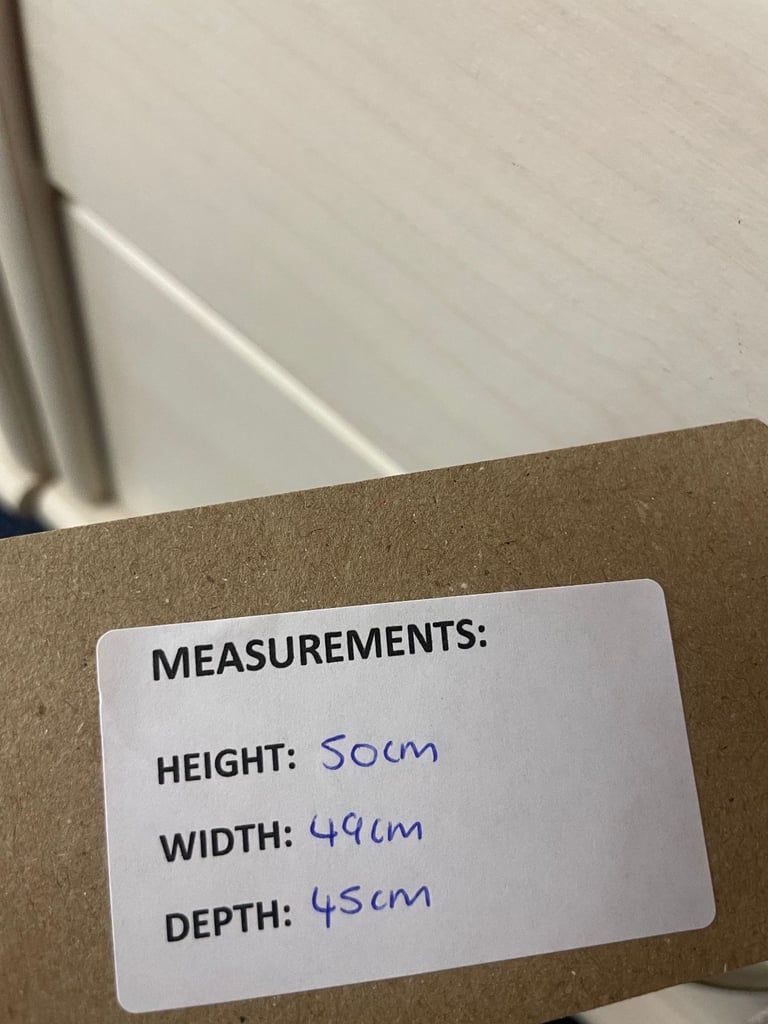 MEASUREMENTS:
HEIGHT: 50cm
WIDTH: 49cm
DEPTH: 45cm